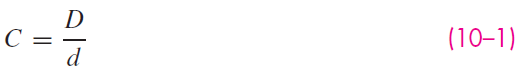 C = D/d (10–1)